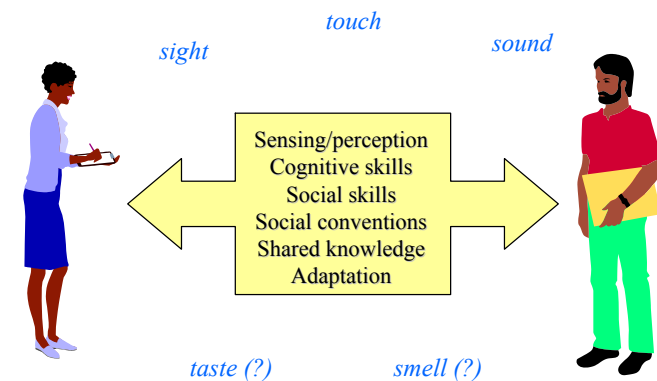 touch
sight
sound
Sensing/perception
Cognitive skills
Social skills
Social conventions
Shared knowledge
Adaptation
taste (?)
smell (?)